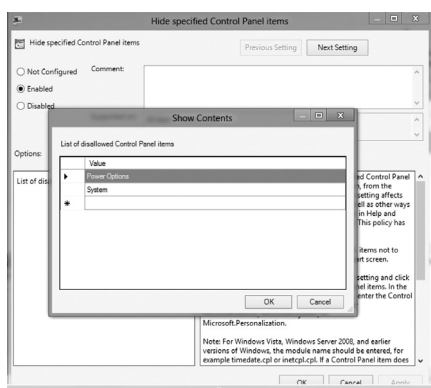 Hide specified Control Panel items
Hide specified Control Panel items
Previous Setting
Next Setting
Not Configured
Comment:
Enabled
Disabled
Show Contents
Options:
List of disallowed Control Panel items
Value
Power Options
System
OK
Cancel
List of dis
ed Control Panel
, from the
setting affects
ell as other ways
in Help and
This policy has
items not to
art screen.
setting and click
nel items. In the
enter the Control
Microsoft.Personalization.
Note: For Windows Vista, Windows Server 2008, and earlier
versions of Windows, the module name should be entered, for
example timedate.cpl or inetcpl.cpl. If a Control Panel item does
OK
Cancel
Apply